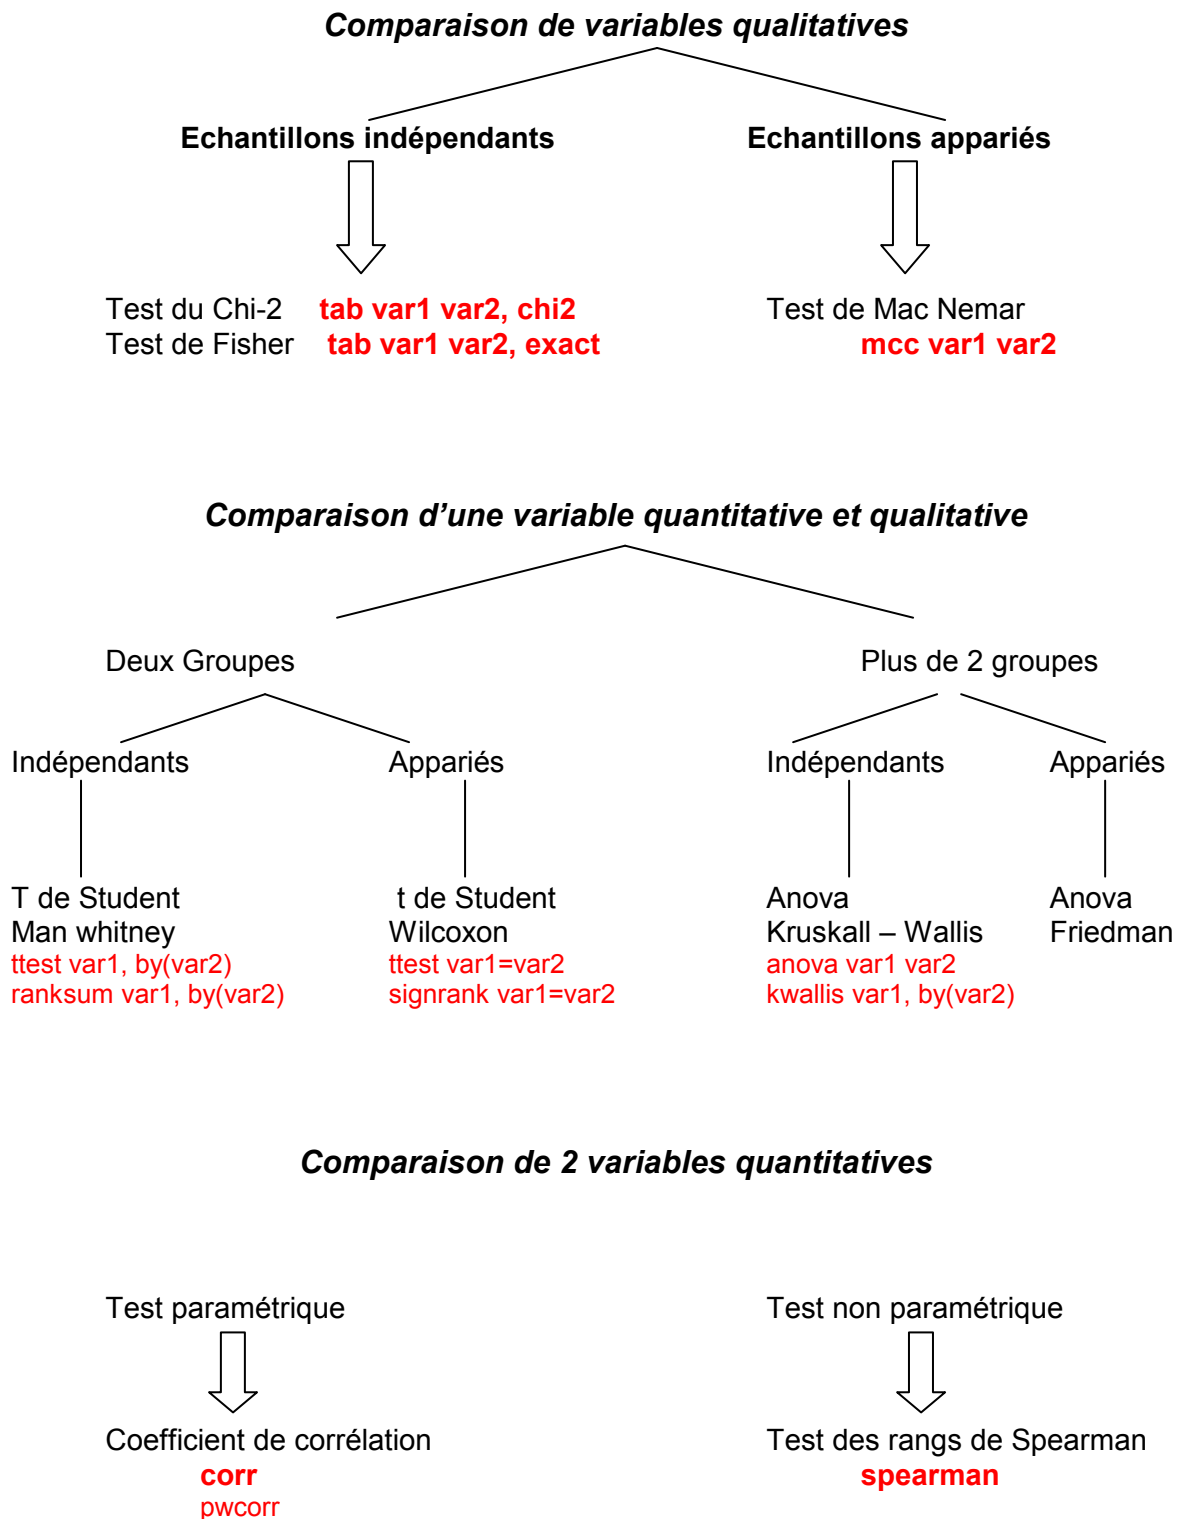 Comparaison de variables qualitatives
Echantillons indépendants Echantillons appariés
Test du Chi-2 tab var1 var2, chi2 Test de Mac Nemar
Test de Fisher tab var1 var2, exact mcc var1 var2
Comparaison d’une variable quantitative et qualitative
Deux Groupes Plus de 2 groupes
Indépendants Appariés Indépendants Appariés
T de Student t de Student Anova Anova
Man whitney Wilcoxon Kruskall – Wallis Friedman
ttest var1, by(var2) ttest var1=var2 anova var1 var2
ranksum var1, by(var2) signrank var1=var2 kwallis var1, by(var2)
Comparaison de 2 variables quantitatives
Test paramétrique Test non paramétrique
Coefficient de corrélation Test des rangs de Spearman
corr spearman
pwcorr